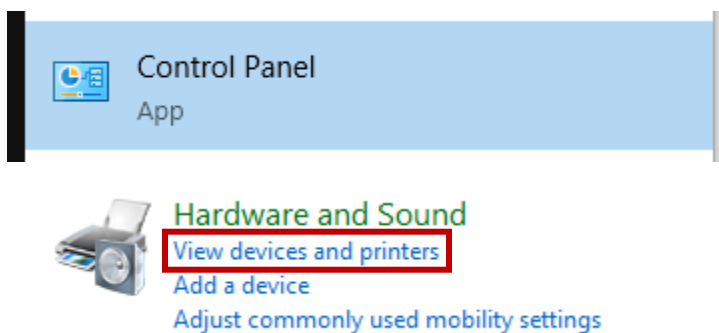 Control Panel
App
Hardware and Sound
View devices and printers
Add a device
Adjust commonly used mobility settings